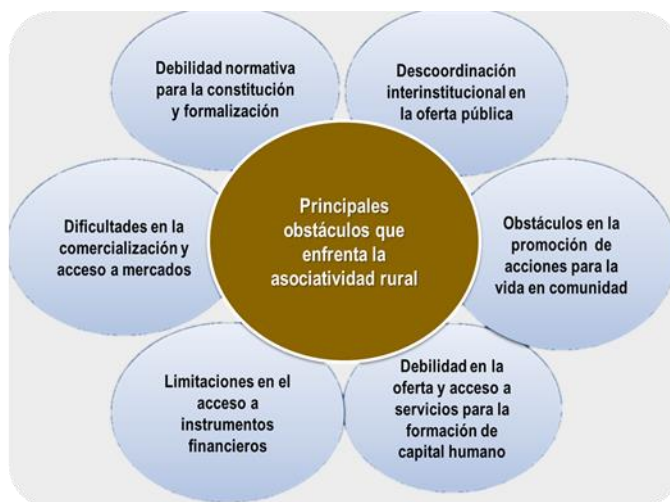 Principales
obstáculos que
enfrenta la
asociatividad rural
Debilidad normativa
para la constitución
y formalización
Descoordinación
interinstitucional en
la oferta pública
Obstáculos en la
promoción de
acciones para la
vida en comunidad
Debilidad en la
oferta y acceso a
servicios para la
formación de
capital humano
Limitaciones en el
acceso a
instrumentos
financieros
Dificultades en la
comercialización y
acceso a mercados